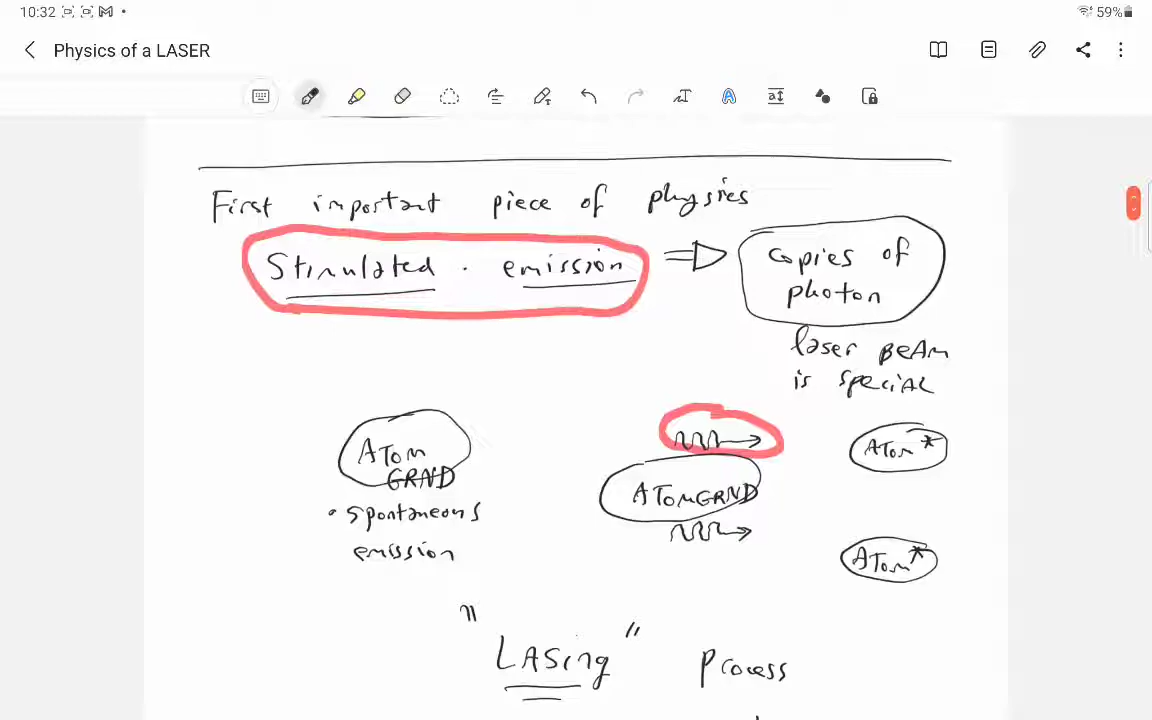 10:32
59%
Physics of a LASER
First important piece of physics
Stimulated . emission
copies of
photon
laser BEAM
is SPECIAL
ATOM
GRND
ATOM GRND
ATOM*
• spontaneous
emission
ATOM*
"LASing" Process